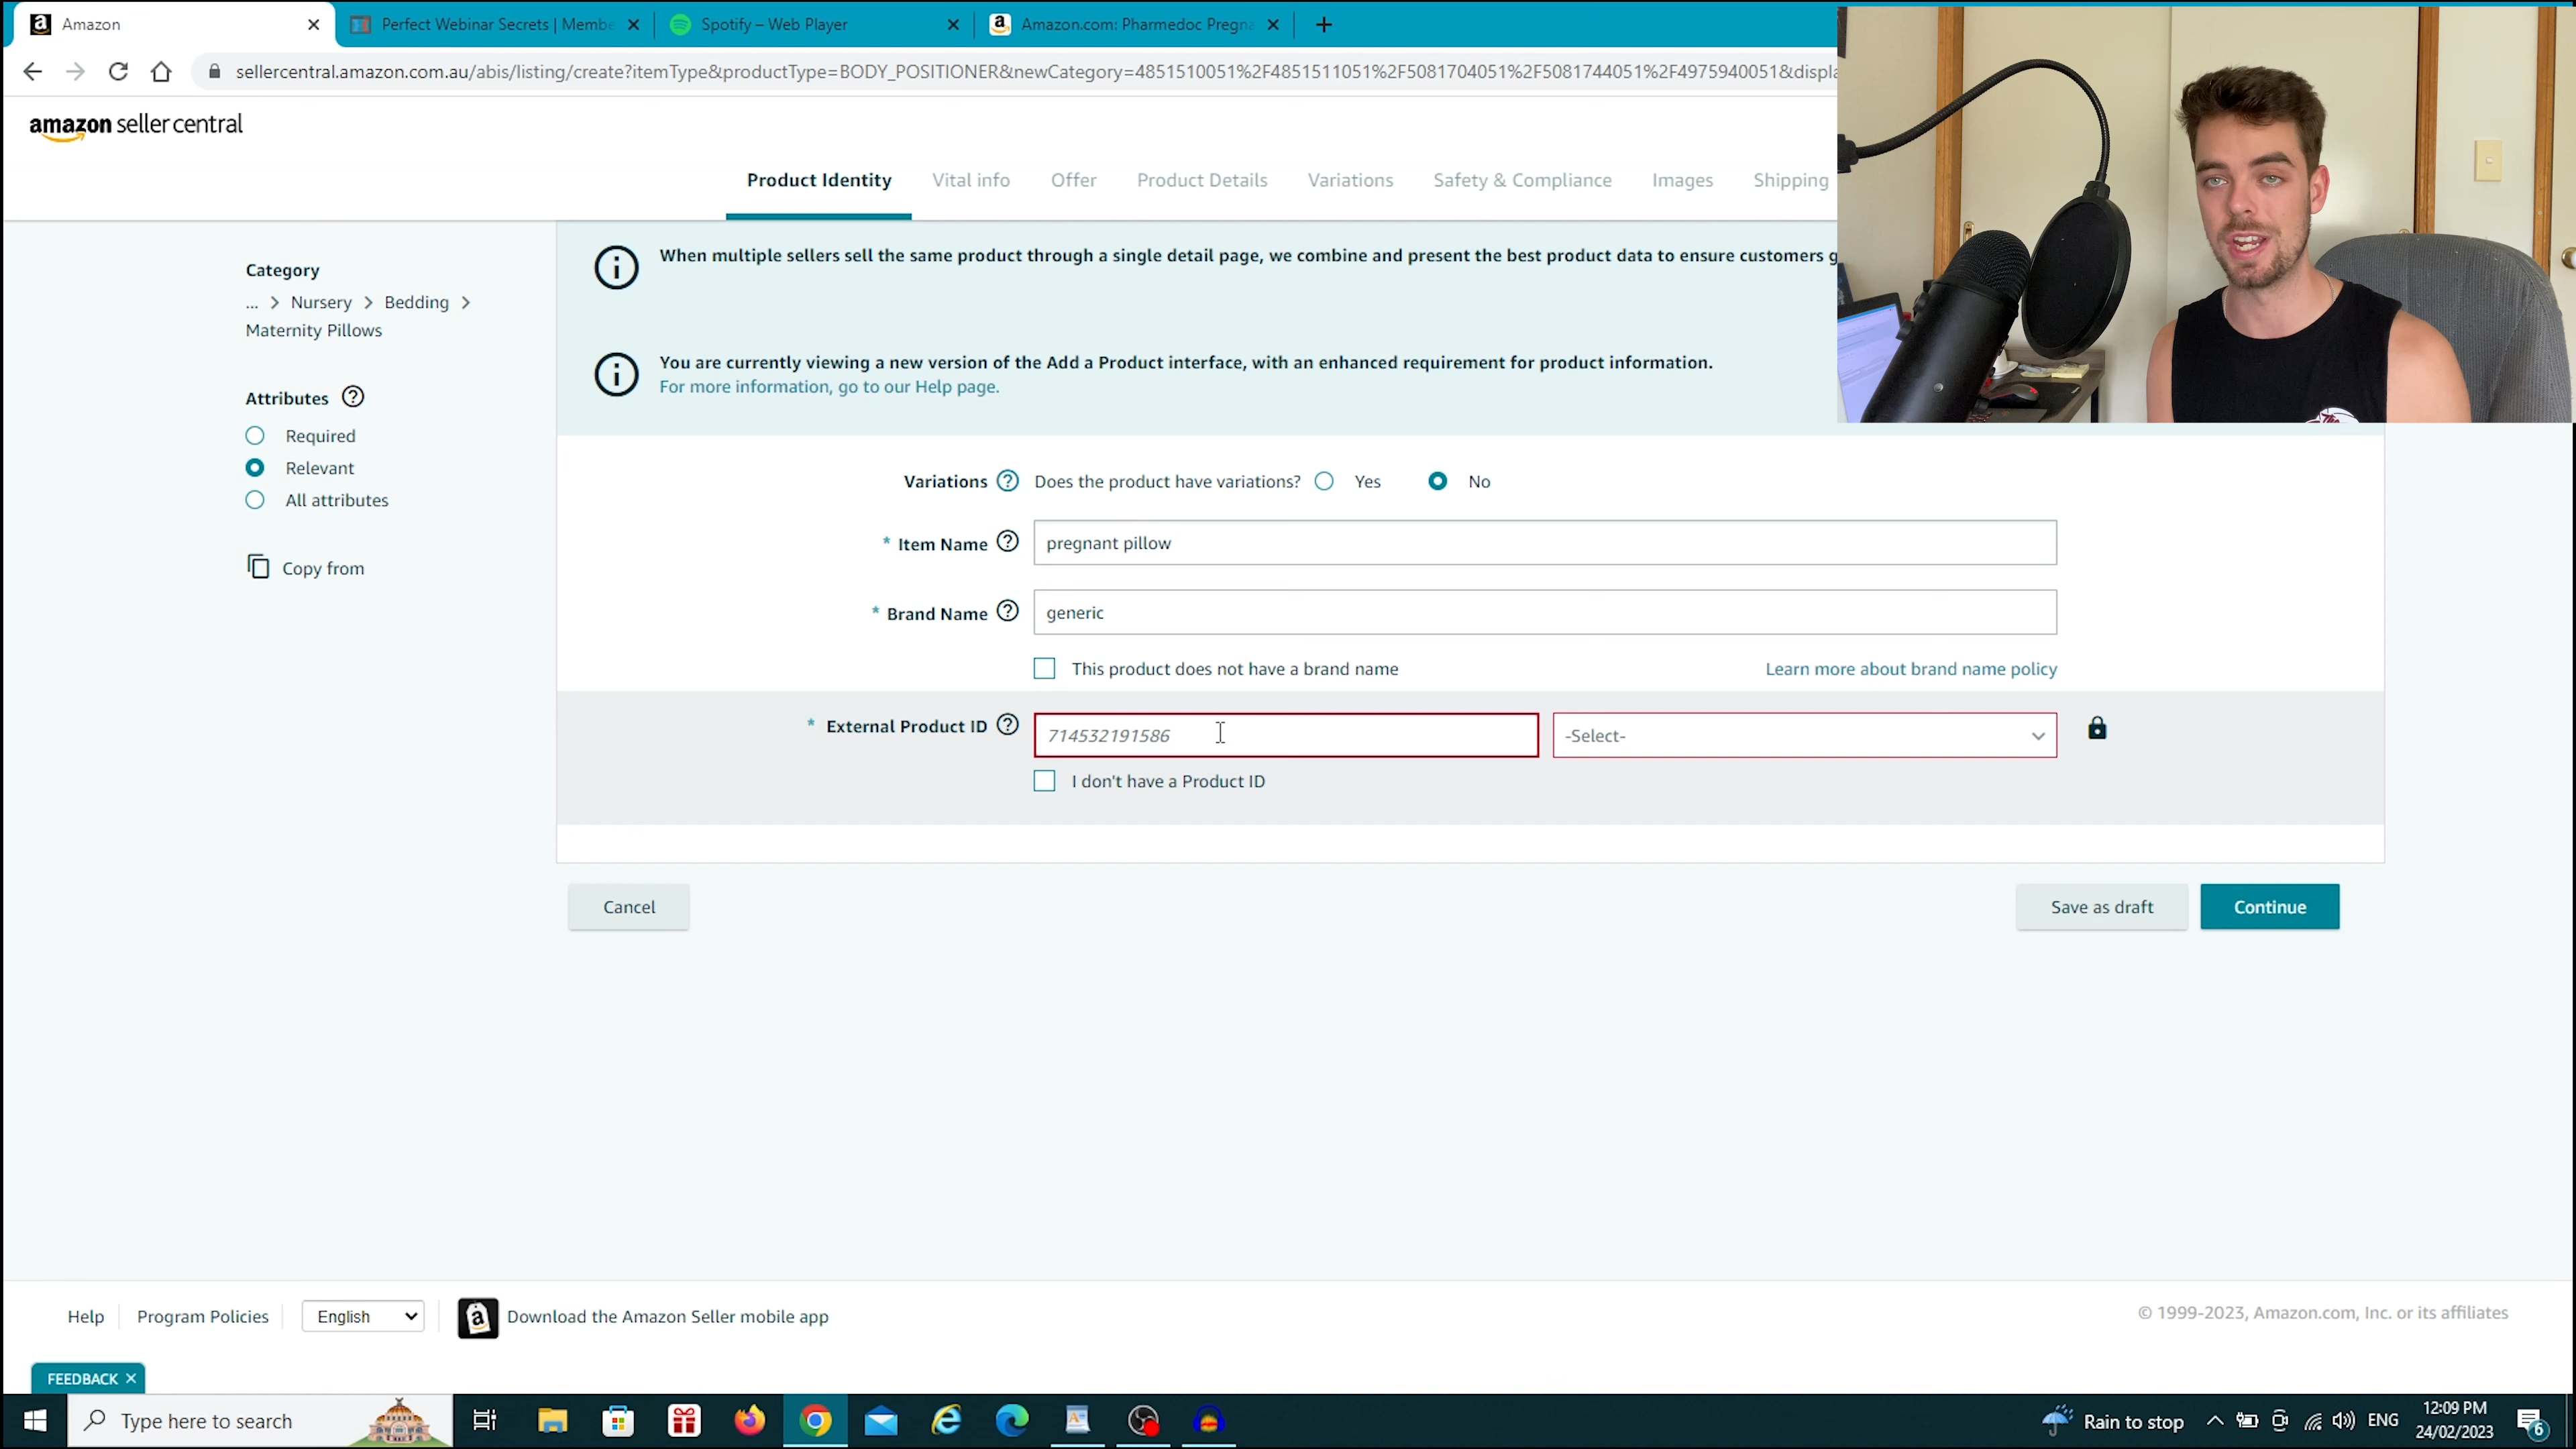 Amazon
Perfect Webinar Secrets | Membe
Spotify – Web Player
Amazon.com: Pharmedoc Pregna
sellercentral.amazon.com.au/abis/listing/create?itemType&productType=BODY_POSITIONER&newCategory=4851510051%2F4851511051%2F5081704051%2F5081744051%2F4975940051&displa
amazon seller central
Product Identity
Vital info
Offer
Product Details
Variations
Safety & Compliance
Images
Shipping
Category
... > Nursery > Bedding >
Maternity Pillows
Attributes
Required
Relevant
All attributes
Copy from
When multiple sellers sell the same product through a single detail page, we combine and present the best product data to ensure customers g
You are currently viewing a new version of the Add a Product interface, with an enhanced requirement for product information.
For more information, go to our Help page.
Variations Does the product have variations? Yes No
* Item Name pregnant pillow
* Brand Name generic
This product does not have a brand name
Learn more about brand name policy
* External Product ID 714532191586 -Select-
I don't have a Product ID
Cancel
Save as draft
Continue
Help
Program Policies
English
Download the Amazon Seller mobile app
© 1999-2023, Amazon.com, Inc. or its affiliates
FEEDBACK
Type here to search
Rain to stop
ENG
12:09 PM
24/02/2023
6